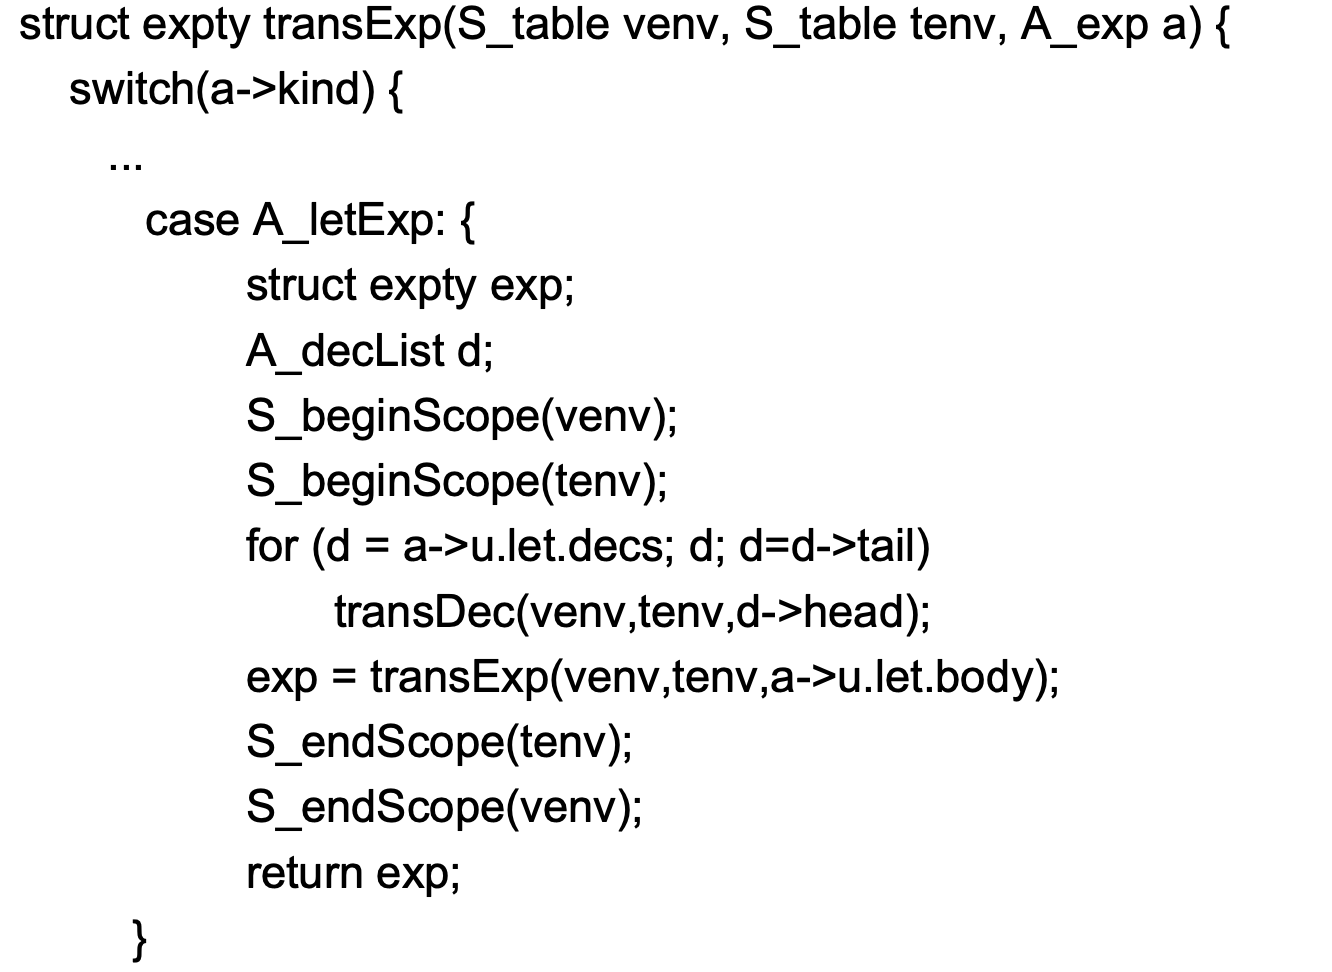 struct expty transExp(S_table venv, S_table tenv, A_exp a) {
switch(a->kind) {
...
case A_letExp: {
struct expty exp;
A_decList d;
S_beginScope(venv);
S_beginScope(tenv);
for (d = a->u.let.decs; d; d=d->tail)
transDec(venv,tenv,d->head);
exp = transExp(venv,tenv,a->u.let.body);
S_endScope(tenv);
S_endScope(venv);
return exp;
}